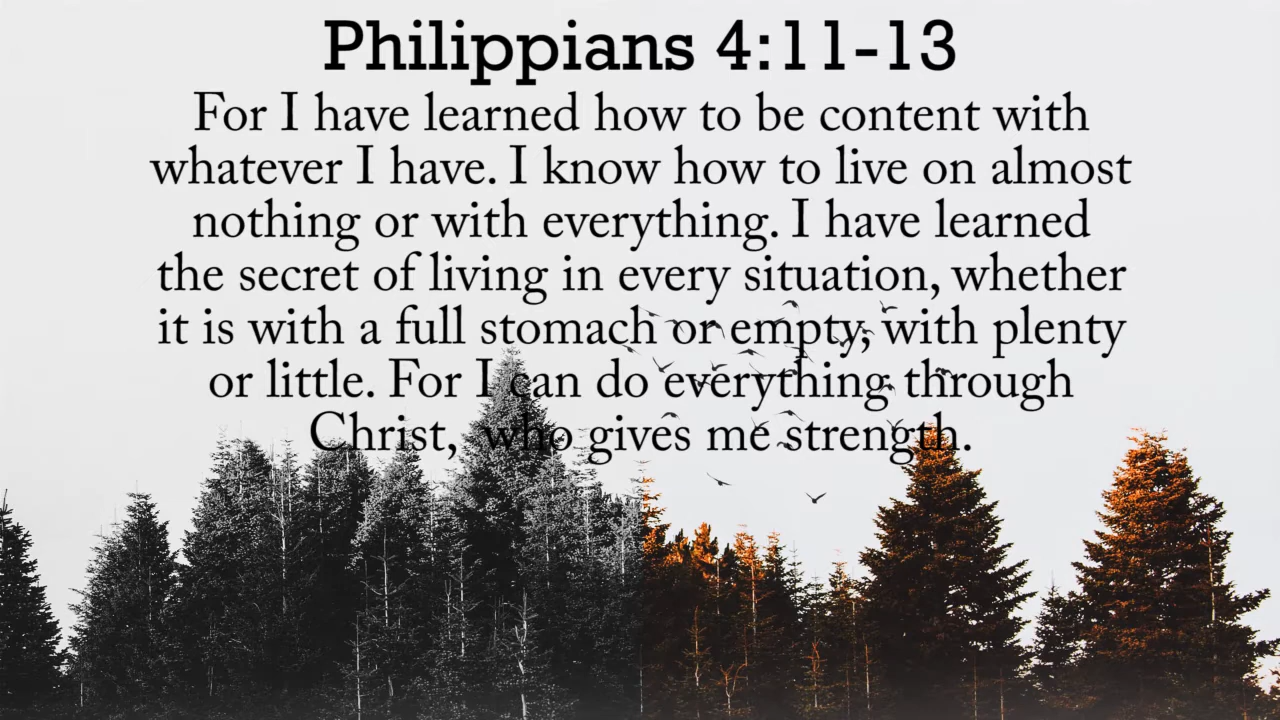 Philippians 4:11-13
For I have learned how to be content with
whatever I have. I know how to live on almost
nothing or with everything. I have learned
the secret of living in every situation, whether
it is with a full stomach or empty, with plenty
or little. For I can do everything through
Christ, who gives me strength.